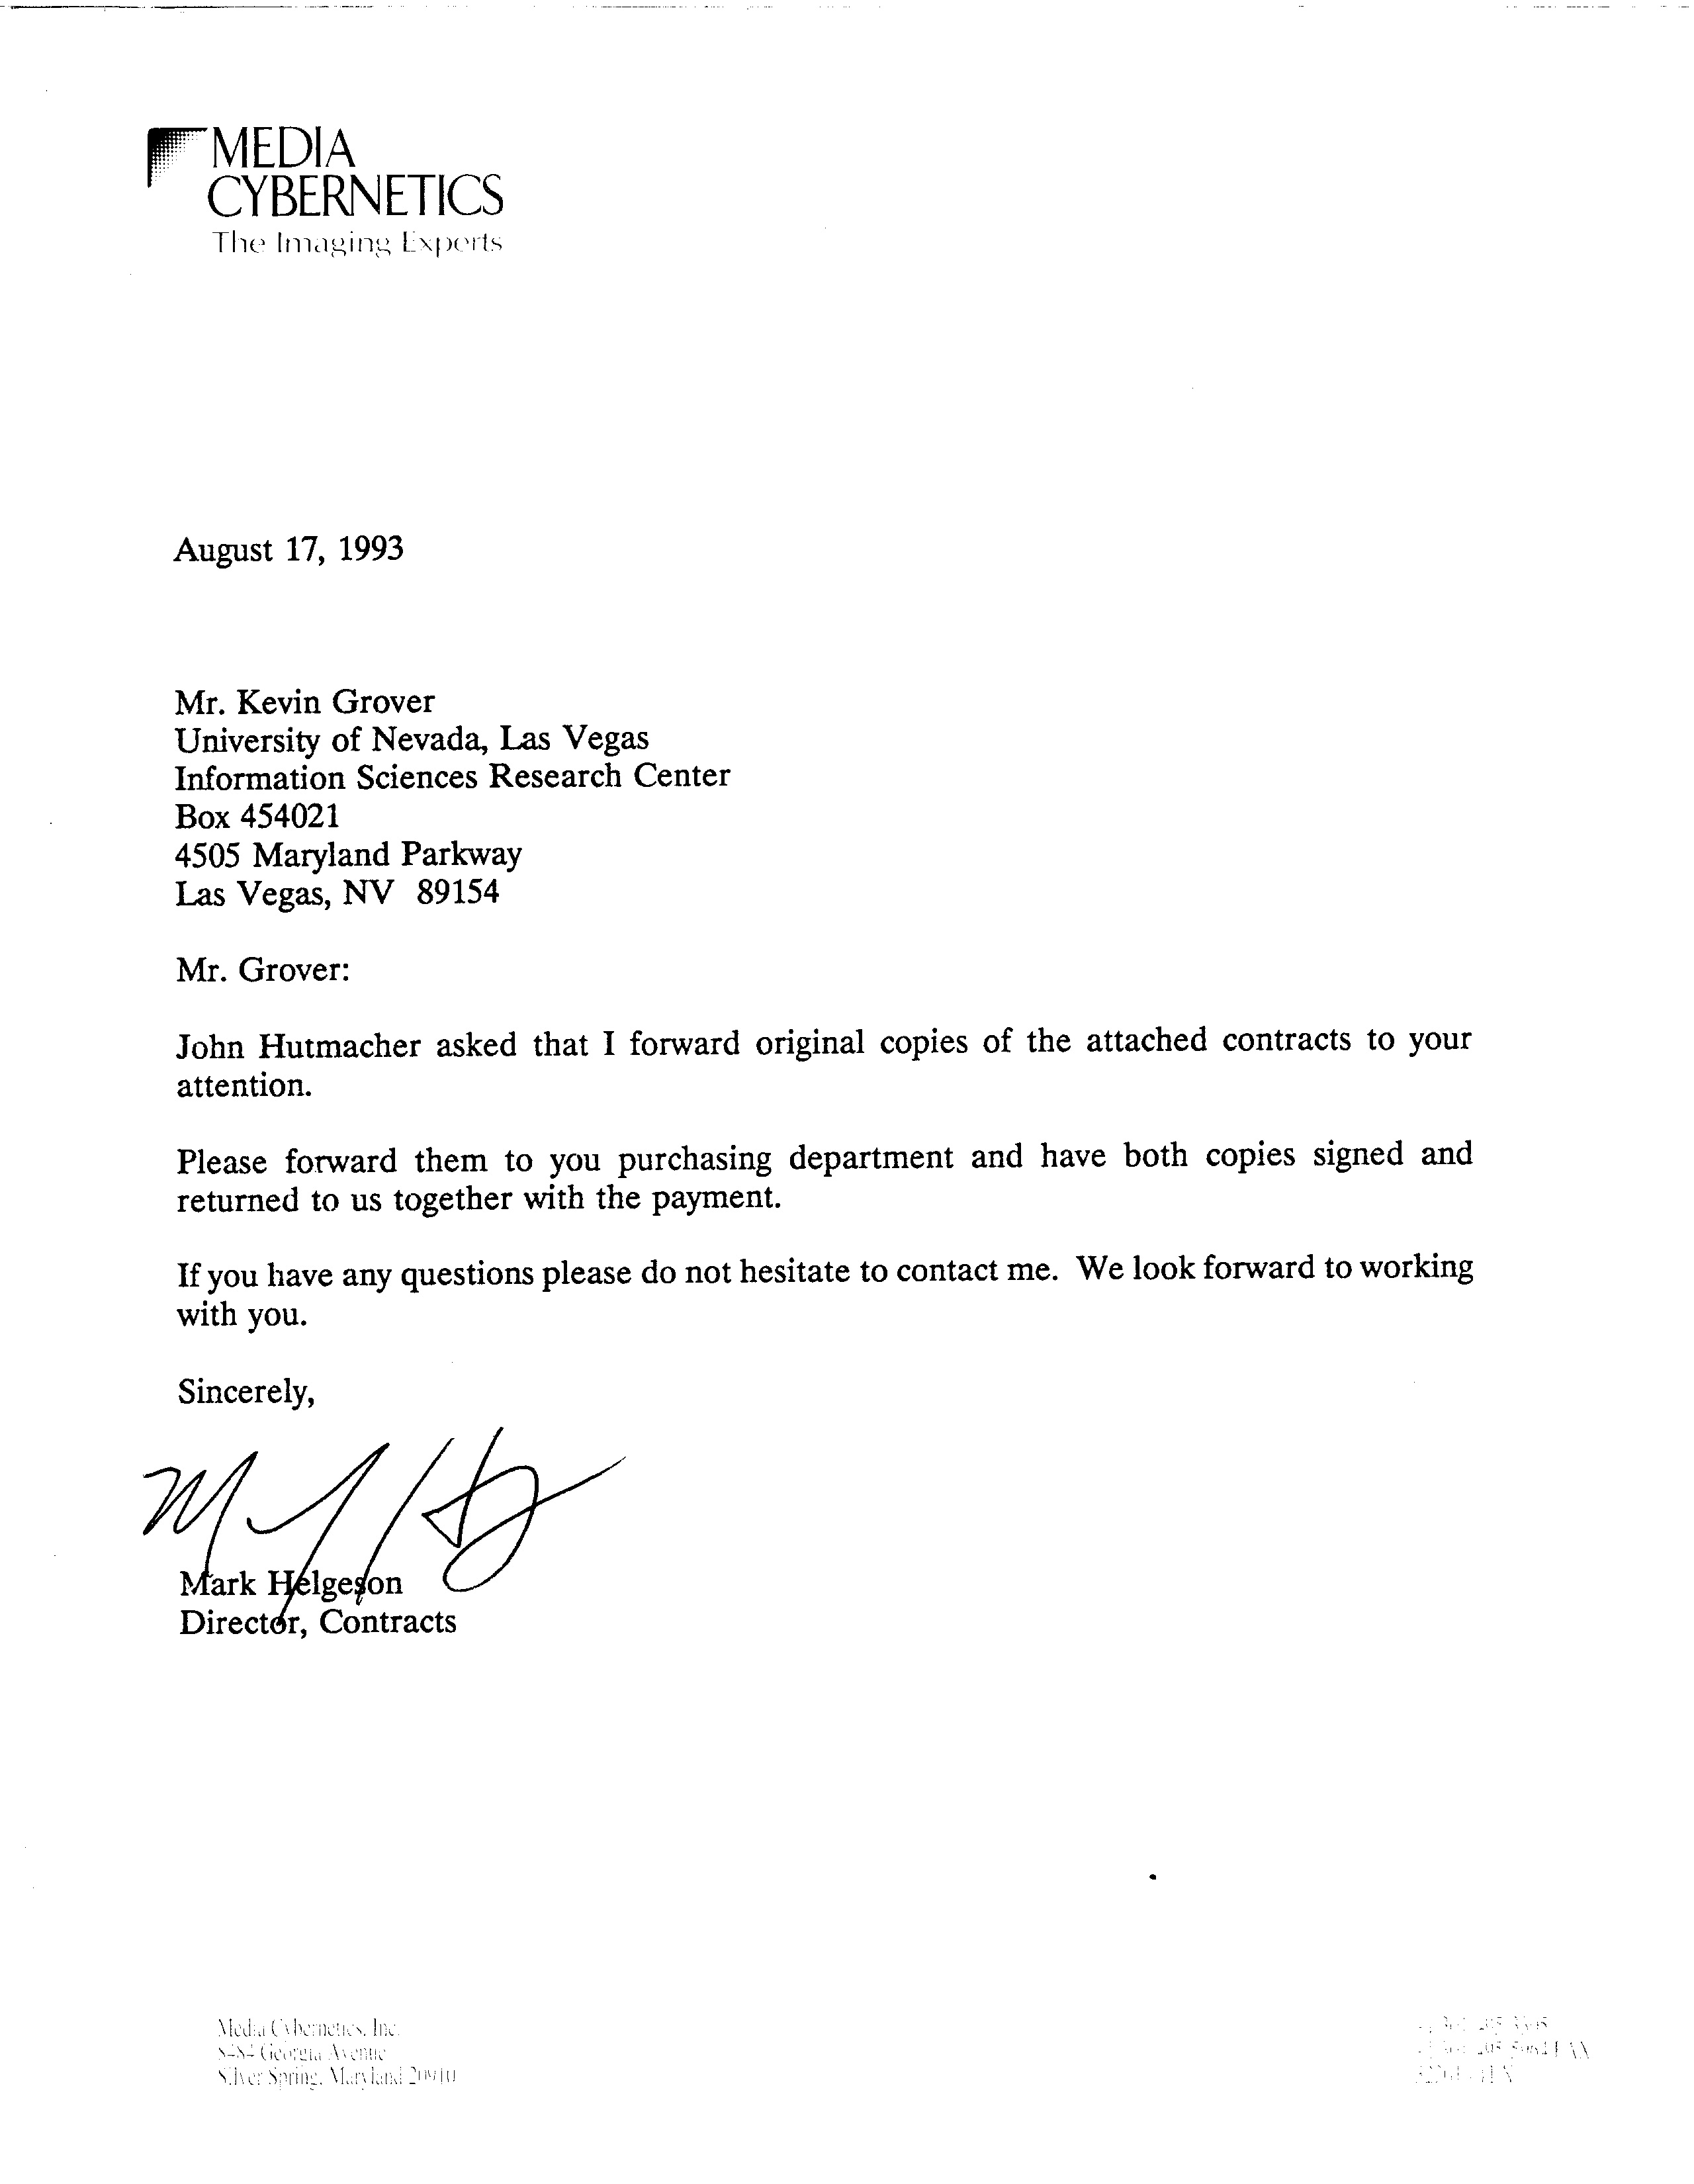 MEDIA
CYBERNETICS
The Imaging Experts
August 17, 1993
Mr. Kevin Grover
University of Nevada, Las Vegas
Information Sciences Research Center
Box 454021
4505 Maryland Parkway
Las Vegas, NV 89154
Mr. Grover:
John Hutmacher asked that I forward original copies of the attached contracts to your
attention.
Please forward them to you purchasing department and have both copies signed and
returned to us together with the payment.
If you have any questions please do not hesitate to contact me. We look forward to working
with you.
Sincerely,
Mark Helgeson
Director, Contracts
Media Cybernetics, Inc.
Georgia Avenue
Silver Spring, Maryland 20910